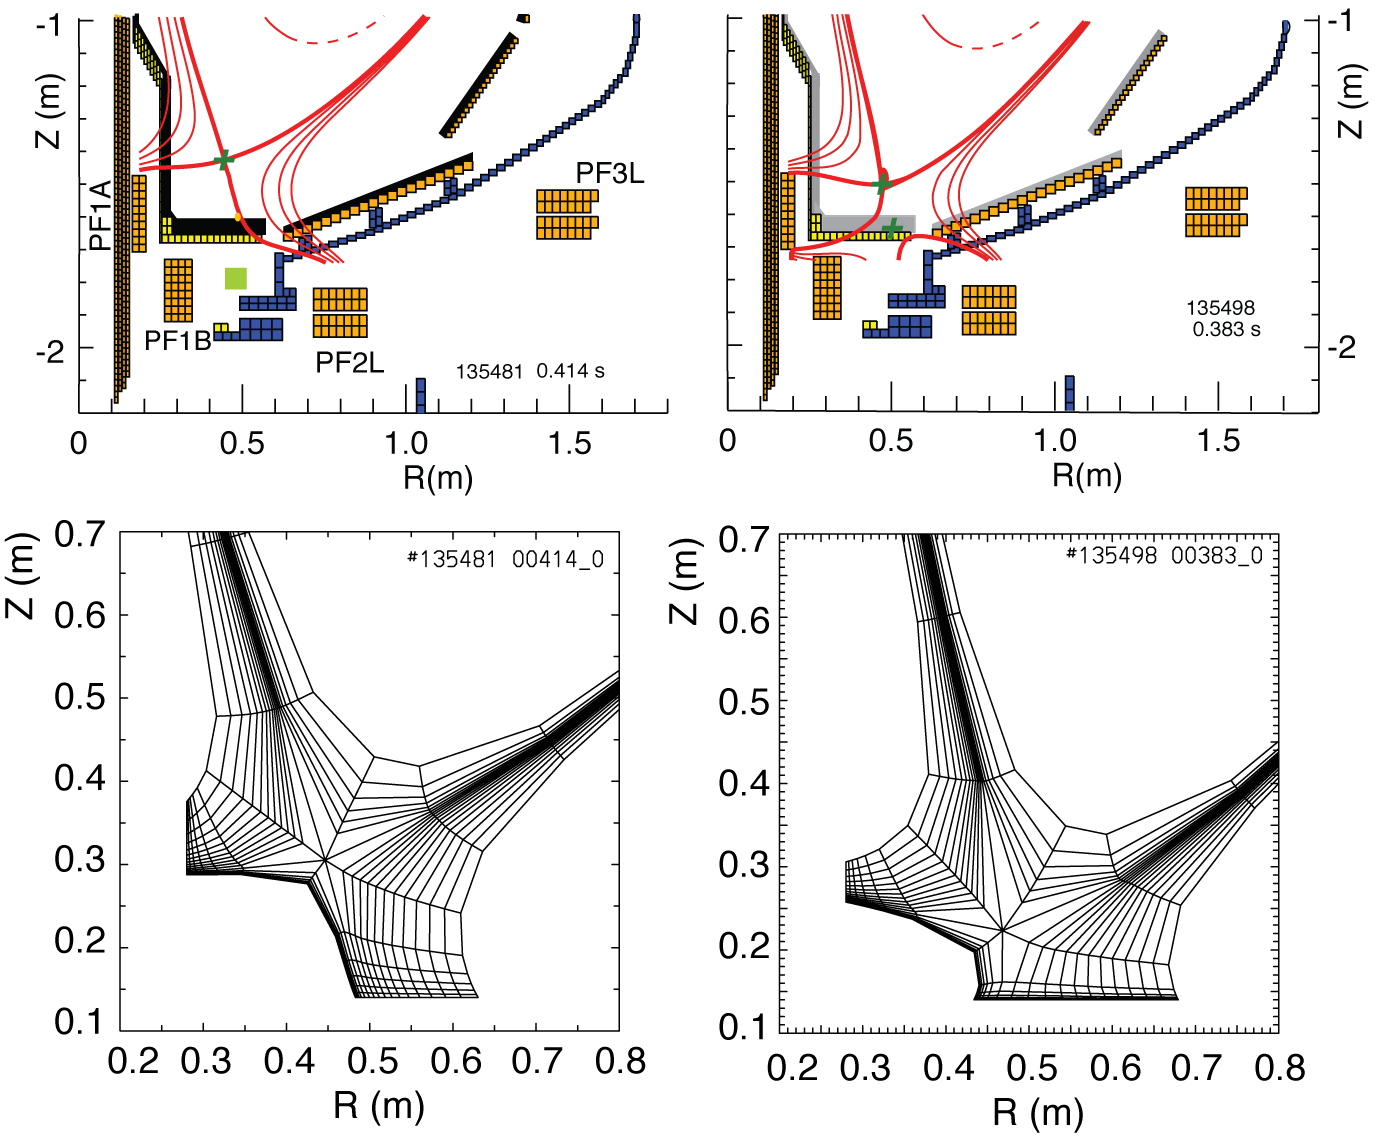 -1
Z (m)
PF1A
PF3L
PF1B
PF2L
-2
135481 0.414 s
0
0.5
1.0
1.5
R(m)
-1
Z (m)
135498
0.383 s
-2
0
0.5
1.0
1.5
R(m)
0.7
Z (m)
#135481 00414_0
0.6
0.5
0.4
0.3
0.2
0.1
0.2 0.3 0.4 0.5 0.6 0.7 0.8
R (m)
0.7
Z (m)
#135498 00383_0
0.6
0.5
0.4
0.3
0.2
0.1
0.2 0.3 0.4 0.5 0.6 0.7 0.8
R (m)